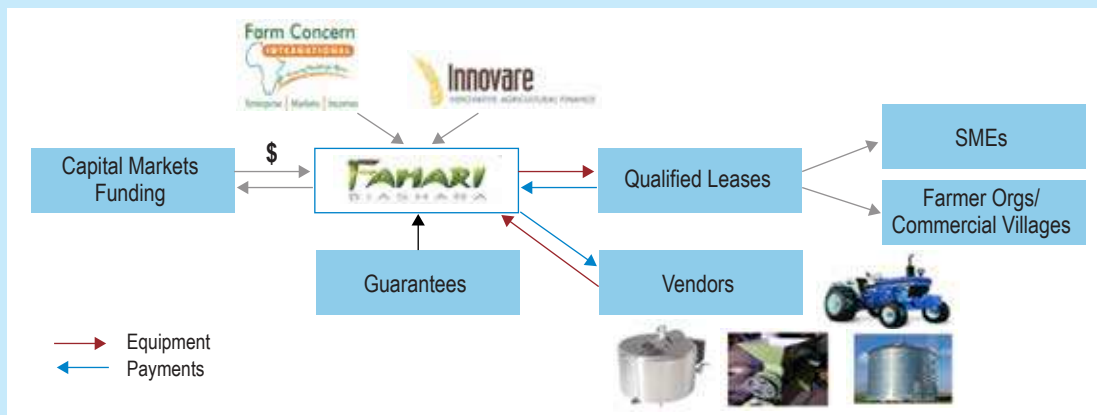 Farm Concern
INTERNATIONAL
Enterprise | Markets | Incomes
Innovare
INNOVATIVE AGRICULTURAL FINANCE
Capital Markets
Funding
$
FAMARI
BIASHARA
Qualified Leases
SMEs
Farmer Orgs/
Commercial Villages
Guarantees
Vendors
Equipment
Payments